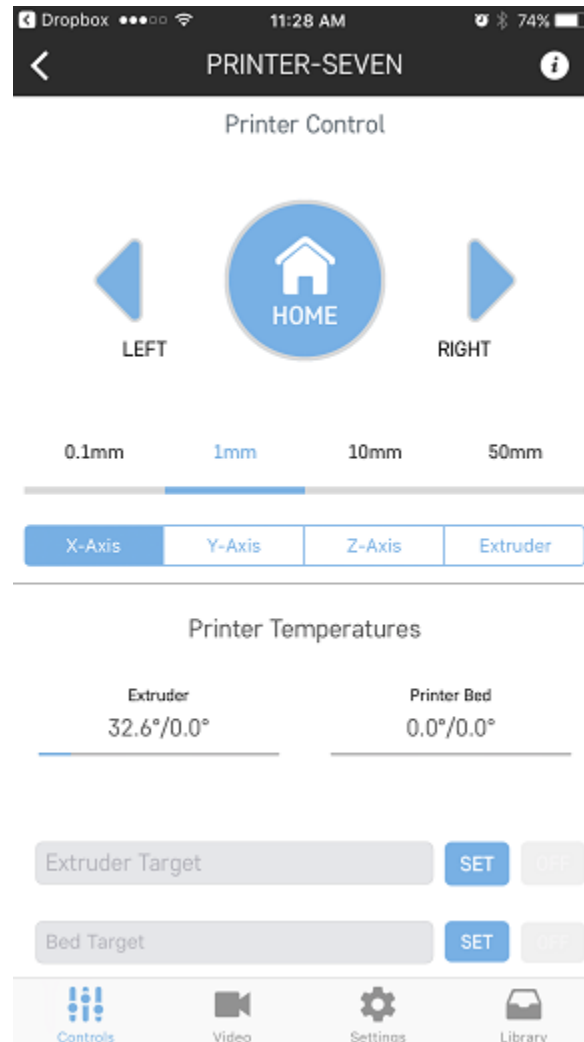 Dropbox 11:28 AM 74%
PRINTER-SEVEN i
Printer Control
HOME
LEFT RIGHT
0.1mm 1mm 10mm 50mm
X-Axis Y-Axis Z-Axis Extruder
Printer Temperatures
Extruder Printer Bed
32.6°/0.0° 0.0°/0.0°
Extruder Target SET OFF
Bed Target SET OFF
Controls Video Settings Library